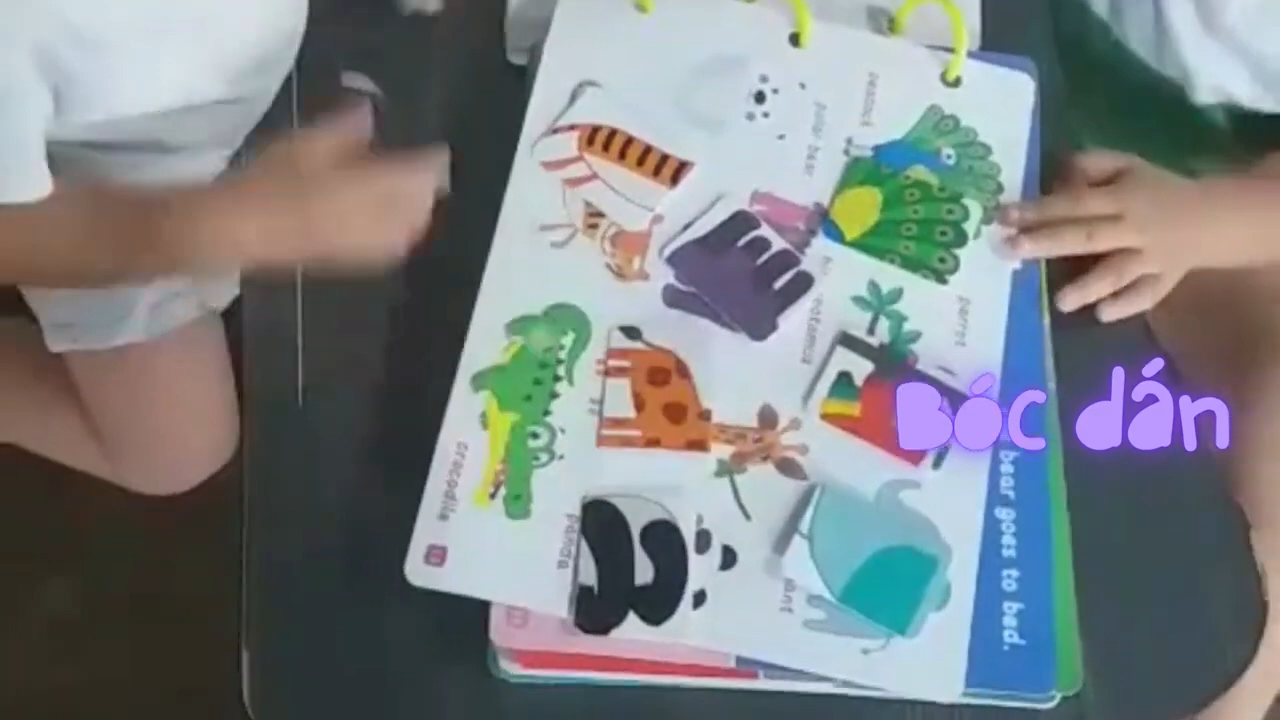 bear goes to bed.
peacock
polar bear
parrot
crocodile
panda
Bóc dán